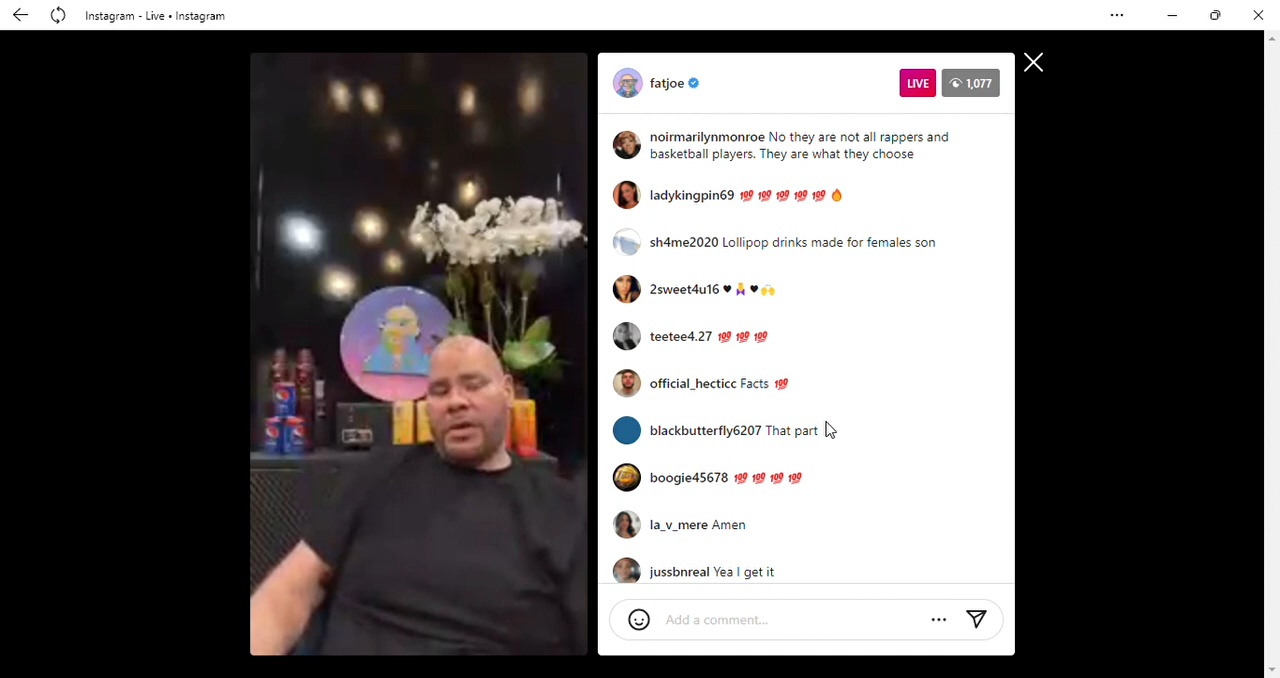 Instagram - Live • Instagram
fatjoe
LIVE
1,077
noirmarilynmonroe No they are not all rappers and
basketball players. They are what they choose
ladykingpin69 💯 💯 💯 💯 💯 🔥
sh4me2020 Lollipop drinks made for females son
2sweet4u16 🖤 🧘‍♀️ 🖤 🙌
teetee4.27 💯 💯 💯
official_hecticc Facts 💯
blackbutterfly6207 That part
boogie45678 💯 💯 💯 💯
la_v_mere Amen
jussbnreal Yea I get it
Add a comment...